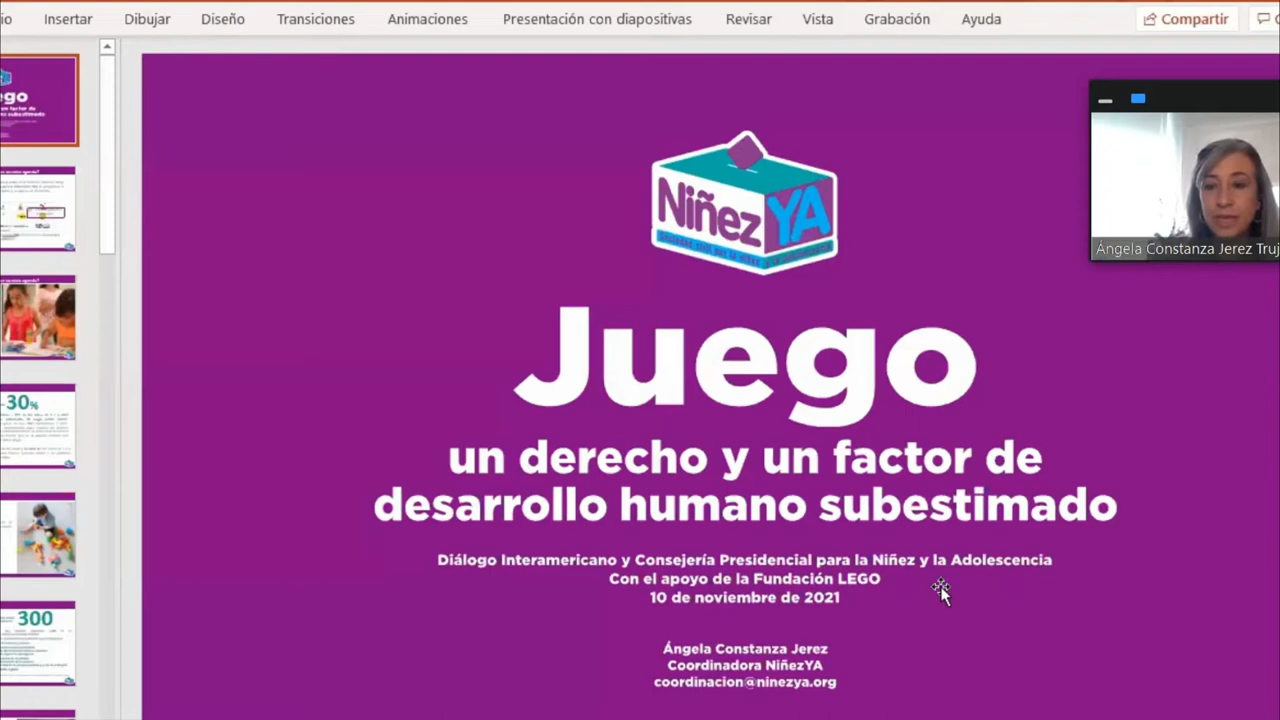 Insertar Dibujar Diseño Transiciones Animaciones Presentación con diapositivas Revisar Vista Grabación Ayuda Compartir
Niñez YA
Juego
un derecho y un factor de
desarrollo humano subestimado
Diálogo Interamericano y Consejería Presidencial para la Niñez y la Adolescencia
Con el apoyo de la Fundación LEGO
10 de noviembre de 2021
Ángela Constanza Jerez
Coordinadora NiñezYA
coordinacion@ninezya.org
Ángela Constanza Jerez Truj
30%
300